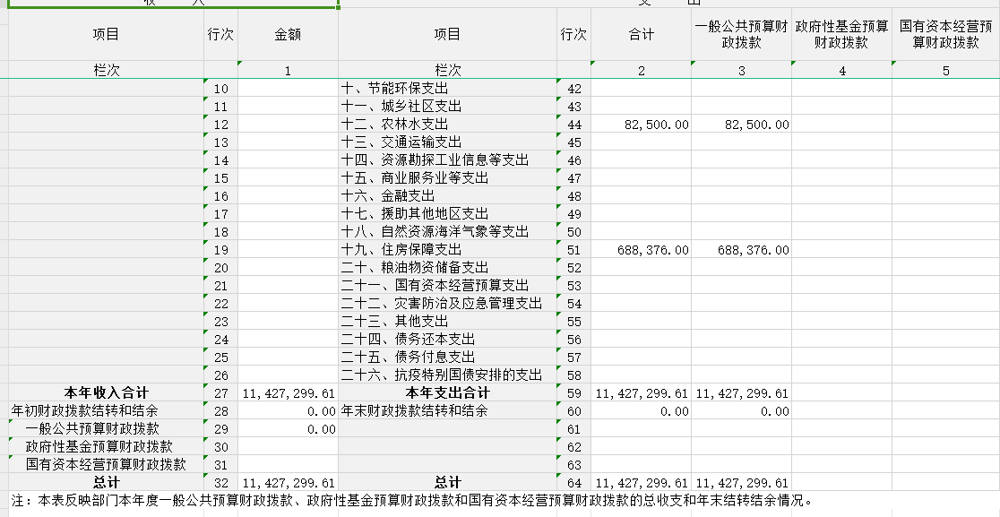 收 入 支 出
项目 行次 金额 项目 行次 合计 一般公共预算财政拨款 政府性基金预算财政拨款 国有资本经营预算财政拨款
栏次 1 栏次 2 3 4 5
10 十、节能环保支出 42
11 十一、城乡社区支出 43
12 十二、农林水支出 44 82,500.00 82,500.00
13 十三、交通运输支出 45
14 十四、资源勘探工业信息等支出 46
15 十五、商业服务业等支出 47
16 十六、金融支出 48
17 十七、援助其他地区支出 49
18 十八、自然资源海洋气象等支出 50
19 十九、住房保障支出 51 688,376.00 688,376.00
20 二十、粮油物资储备支出 52
21 二十一、国有资本经营预算支出 53
22 二十二、灾害防治及应急管理支出 54
23 二十三、其他支出 55
24 二十四、债务还本支出 56
25 二十五、债务付息支出 57
26 二十六、抗疫特别国债安排的支出 58
本年收入合计 27 11,427,299.61 本年支出合计 59 11,427,299.61 11,427,299.61
年初财政拨款结转和结余 28 0.00 年末财政拨款结转和结余 60 0.00 0.00
一般公共预算财政拨款 29 0.00 61
政府性基金预算财政拨款 30 62
国有资本经营预算财政拨款 31 63
总计 32 11,427,299.61 总计 64 11,427,299.61 11,427,299.61
注：本表反映部门本年度一般公共预算财政拨款、政府性基金预算财政拨款和国有资本经营预算财政拨款的总收支和年末结转结余情况。